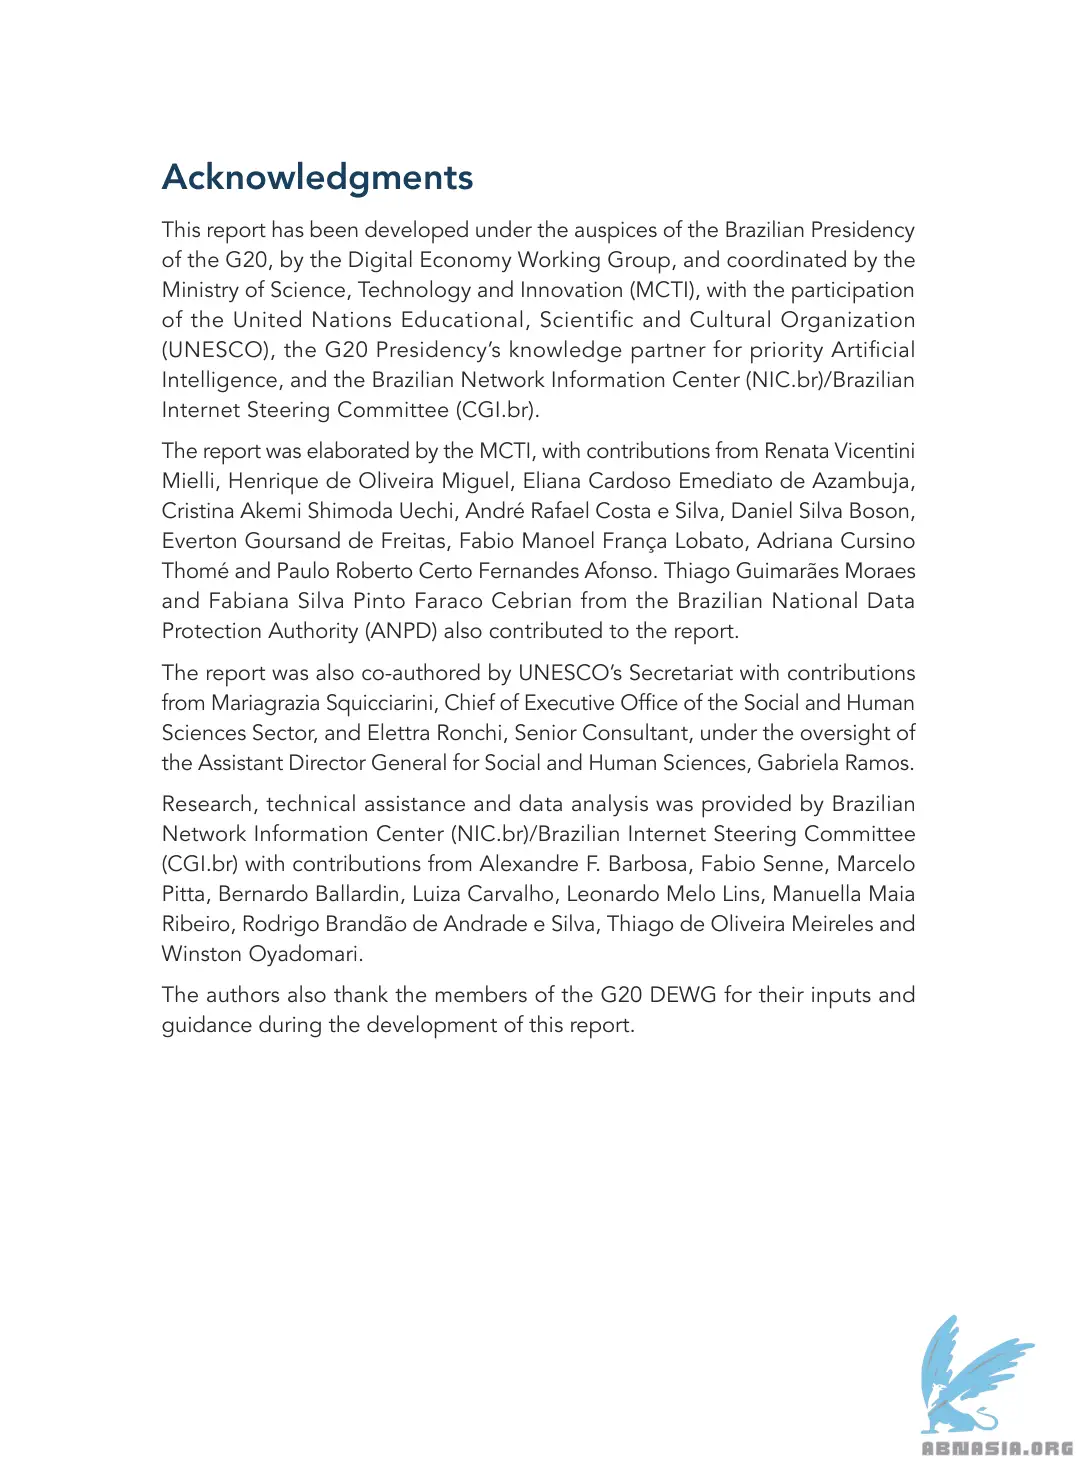 Acknowledgments
This report has been developed under the auspices of the Brazilian Presidency
of the G20, by the Digital Economy Working Group, and coordinated by the
Ministry of Science, Technology and Innovation (MCTI), with the participation
of the United Nations Educational, Scientific and Cultural Organization
(UNESCO), the G20 Presidency’s knowledge partner for priority Artificial
Intelligence, and the Brazilian Network Information Center (NIC.br)/Brazilian
Internet Steering Committee (CGI.br).
The report was elaborated by the MCTI, with contributions from Renata Vicentini
Mielli, Henrique de Oliveira Miguel, Eliana Cardoso Emediato de Azambuja,
Cristina Akemi Shimoda Uechi, André Rafael Costa e Silva, Daniel Silva Boson,
Everton Goursand de Freitas, Fabio Manoel França Lobato, Adriana Cursino
Thomé and Paulo Roberto Certo Fernandes Afonso. Thiago Guimarães Moraes
and Fabiana Silva Pinto Faraco Cebrian from the Brazilian National Data
Protection Authority (ANPD) also contributed to the report.
The report was also co-authored by UNESCO’s Secretariat with contributions
from Mariagrazia Squicciarini, Chief of Executive Office of the Social and Human
Sciences Sector, and Elettra Ronchi, Senior Consultant, under the oversight of
the Assistant Director General for Social and Human Sciences, Gabriela Ramos.
Research, technical assistance and data analysis was provided by Brazilian
Network Information Center (NIC.br)/Brazilian Internet Steering Committee
(CGI.br) with contributions from Alexandre F. Barbosa, Fabio Senne, Marcelo
Pitta, Bernardo Ballardin, Luiza Carvalho, Leonardo Melo Lins, Manuella Maia
Ribeiro, Rodrigo Brandão de Andrade e Silva, Thiago de Oliveira Meireles and
Winston Oyadomari.
The authors also thank the members of the G20 DEWG for their inputs and
guidance during the development of this report.
ABNASIA.ORG